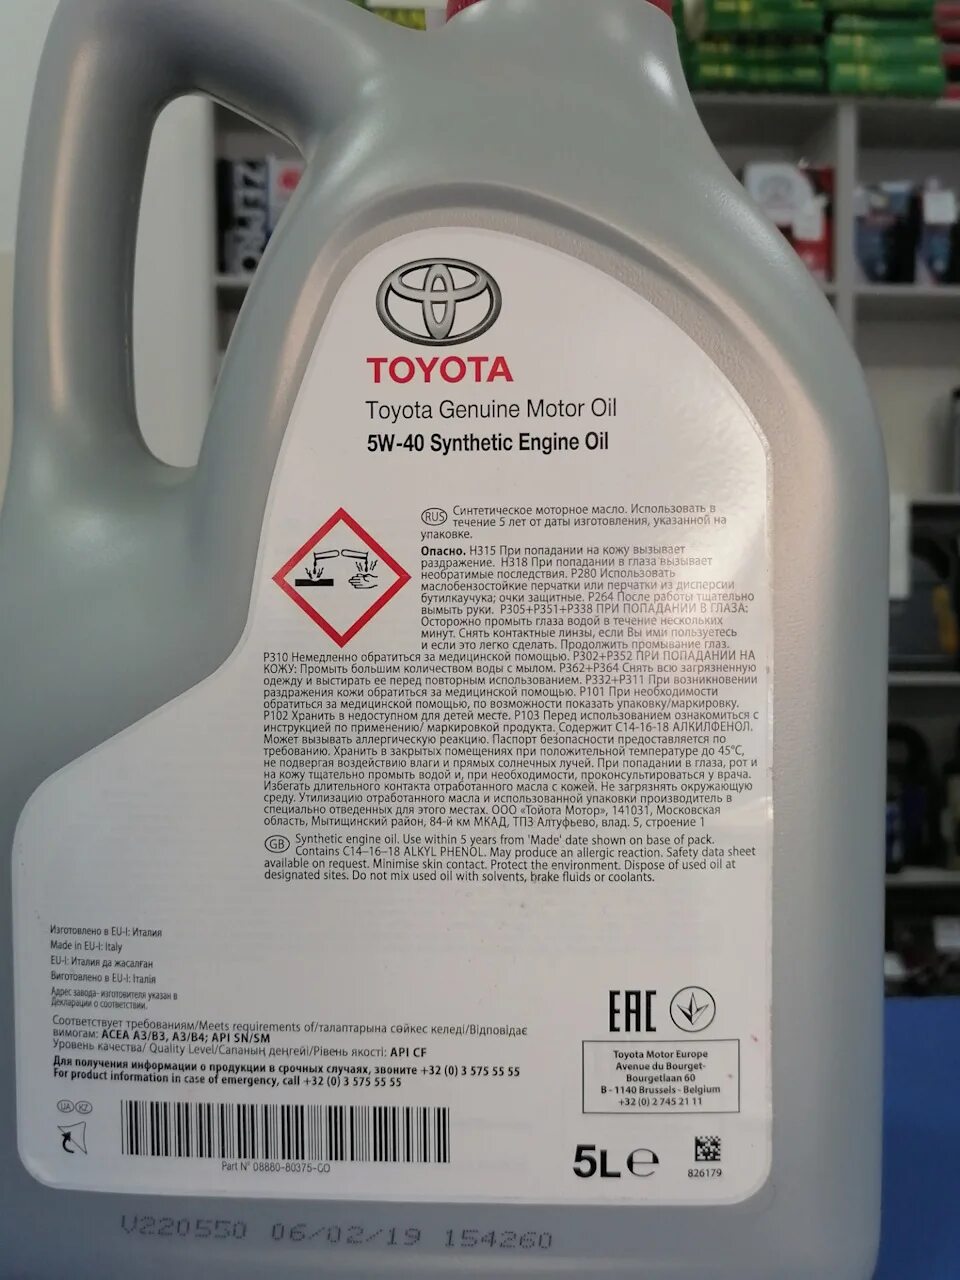 TOYOTA
Toyota Genuine Motor Oil
5W-40 Synthetic Engine Oil
RUS Синтетическое моторное масло. Использовать в
течение 5 лет от даты изготовления, указанной на
упаковке.
Опасно. H315 При попадании на кожу вызывает
раздражение. H318 При попадании в глаза вызывает
необратимые последствия. P280 Использовать
маслобензостойкие перчатки или перчатки из дисперсии
бутилкаучука; очки защитные. P264 После работы тщательно
вымыть руки. P305+P351+P338 ПРИ ПОПАДАНИИ В ГЛАЗА:
Осторожно промыть глаза водой в течение нескольких
минут. Снять контактные линзы, если Вы ими пользуетесь
и если это легко сделать. Продолжить промывание глаз.
P310 Немедленно обратиться за медицинской помощью. P302+P352 ПРИ ПОПАДАНИИ НА
КОЖУ: Промыть большим количеством воды с мылом. P362+P364 Снять всю загрязненную
одежду и выстирать ее перед повторным использованием. P332+P311 При возникновении
раздражения кожи обратиться за медицинской помощью. P101 При необходимости
обратиться за медицинской помощью, по возможности показать упаковку/маркировку.
P102 Хранить в недоступном для детей месте. P103 Перед использованием ознакомиться с
инструкцией по применению/ маркировкой продукта. Содержит C14-16-18 АЛКИЛФЕНОЛ.
Может вызывать аллергическую реакцию. Паспорт безопасности предоставляется по
требованию. Хранить в закрытых помещениях при положительной температуре до 45°C,
не подвергая воздействию влаги и прямых солнечных лучей. При попадании в глаза, рот и
на кожу тщательно промыть водой и, при необходимости, проконсультироваться у врача.
Избегать длительного контакта отработанного масла с кожей. Не загрязнять окружающую
среду. Утилизацию отработанного масла и использованной упаковки производитель в
специально отведенных для этого местах. ООО «Тойота Мотор», 141031, Московская
область, Мытищинский район, 84-й км МКАД, ТПЗ Алтуфьево, влад. 5, строение 1
GB Synthetic engine oil. Use within 5 years from 'Made' date shown on base of pack.
Contains C14–16–18 ALKYL PHENOL. May produce an allergic reaction. Safety data sheet
available on request. Minimise skin contact. Protect the environment. Dispose of used oil at
designated sites. Do not mix used oil with solvents, brake fluids or coolants.
Изготовлено в EU-I: Италия
Made in EU-I: Italy
EU-I: Италия да жасалған
Виготовлено в EU-I: Італія
Адрес завода- изготовителя указан в
Декларации о соответствии.
Соответствует требованиям/Meets requirements of/талаптарына сөйкес келеді/Відповідає
вимогам: ACEA A3/B3, A3/B4; API SN/SM
Уровень качества/ Quality Level/Сапаның деңгейі/Рівень якості: API CF
Для получения информации о продукции в срочных случаях, звоните +32 (0) 3 575 55 55
For product information in case of emergency, call +32 (0) 3 575 55 55
EAC
Toyota Motor Europe
Avenue du Bourget-
Bourgetlaan 60
B - 1140 Brussels - Belgium
+32 (0) 2 745 21 11
UA KZ
Part N° 08880-80375-GO
5L e
826179
V220550 06/02/19 154260